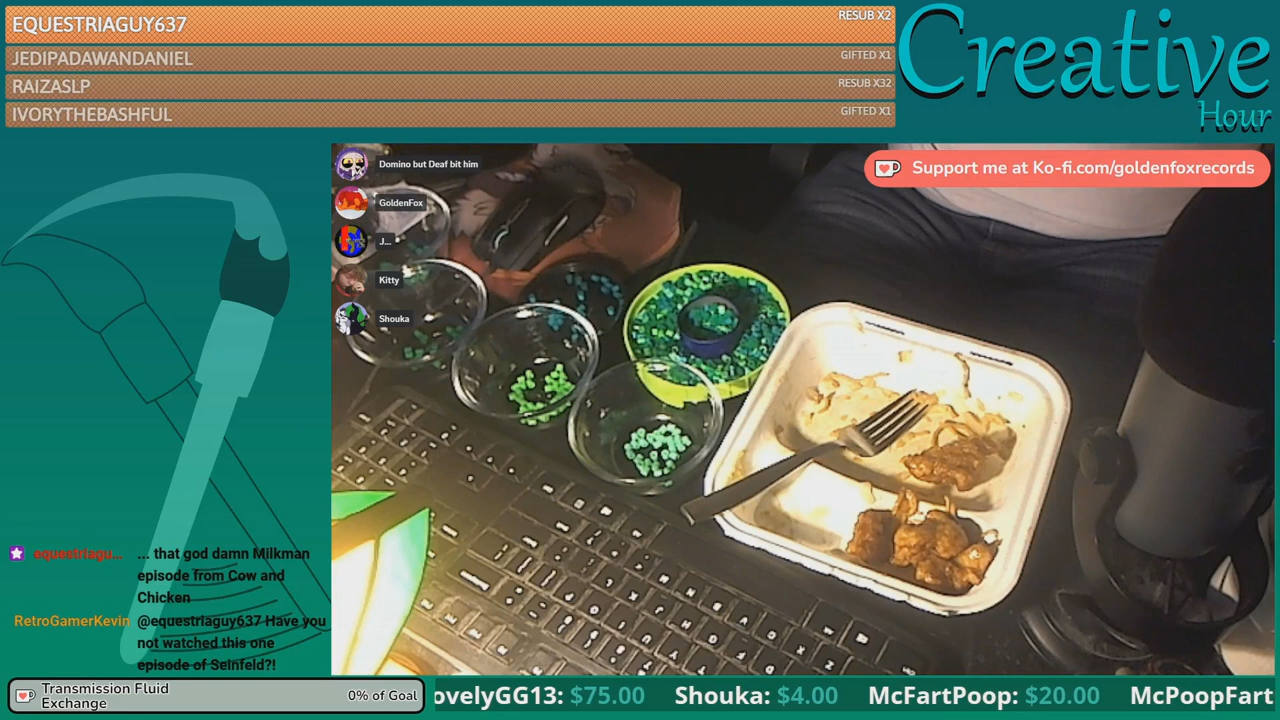 EQUESTRIAGUY637 RESUB X2
JEDIPADAWANDANIEL GIFTED X1
RAIZASLP RESUB X32
IVORYTHEBASHFUL GIFTED X1
Creative
Hour
Support me at Ko-fi.com/goldenfoxrecords
Domino but Deaf bit him
GoldenFox
J...
Kitty
Shouka
equestriagu... ... that god damn Milkman
episode from Cow and
Chicken
RetroGamerKevin @equestriaguy637 Have you
not watched this one
episode of Seinfeld?!
Transmission Fluid
Exchange
0% of Goal
ovelyGG13: $75.00 Shouka: $4.00 McFartPoop: $20.00 McPoopFart